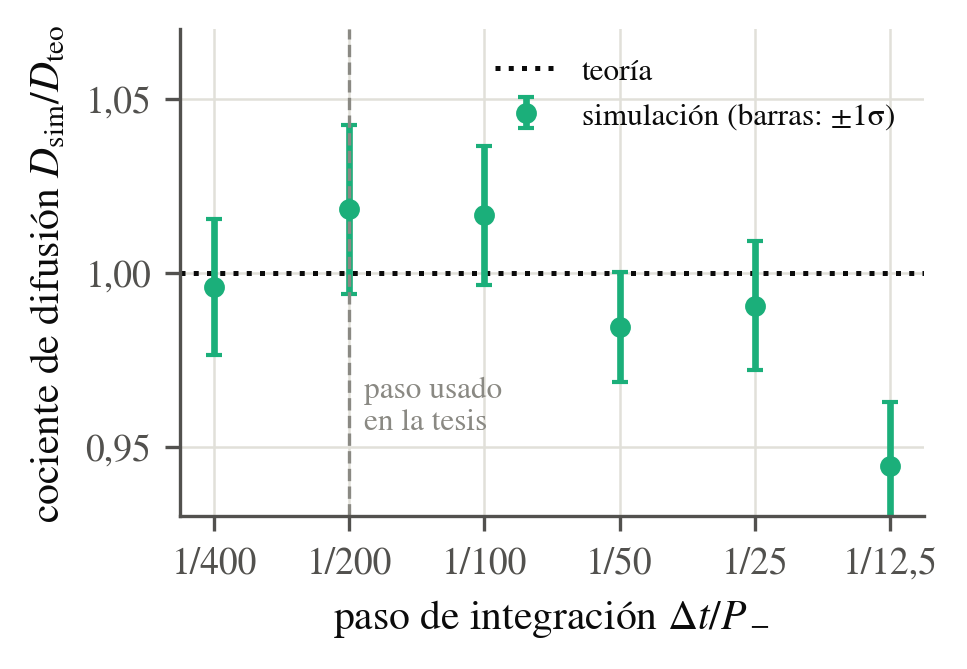 cociente de difusión D_sim/D_teo
1,05
1,00
0,95
teoría
simulación (barras: ±1σ)
paso usado
en la tesis
1/400 1/200 1/100 1/50 1/25 1/12,5
paso de integración Δt/P_−